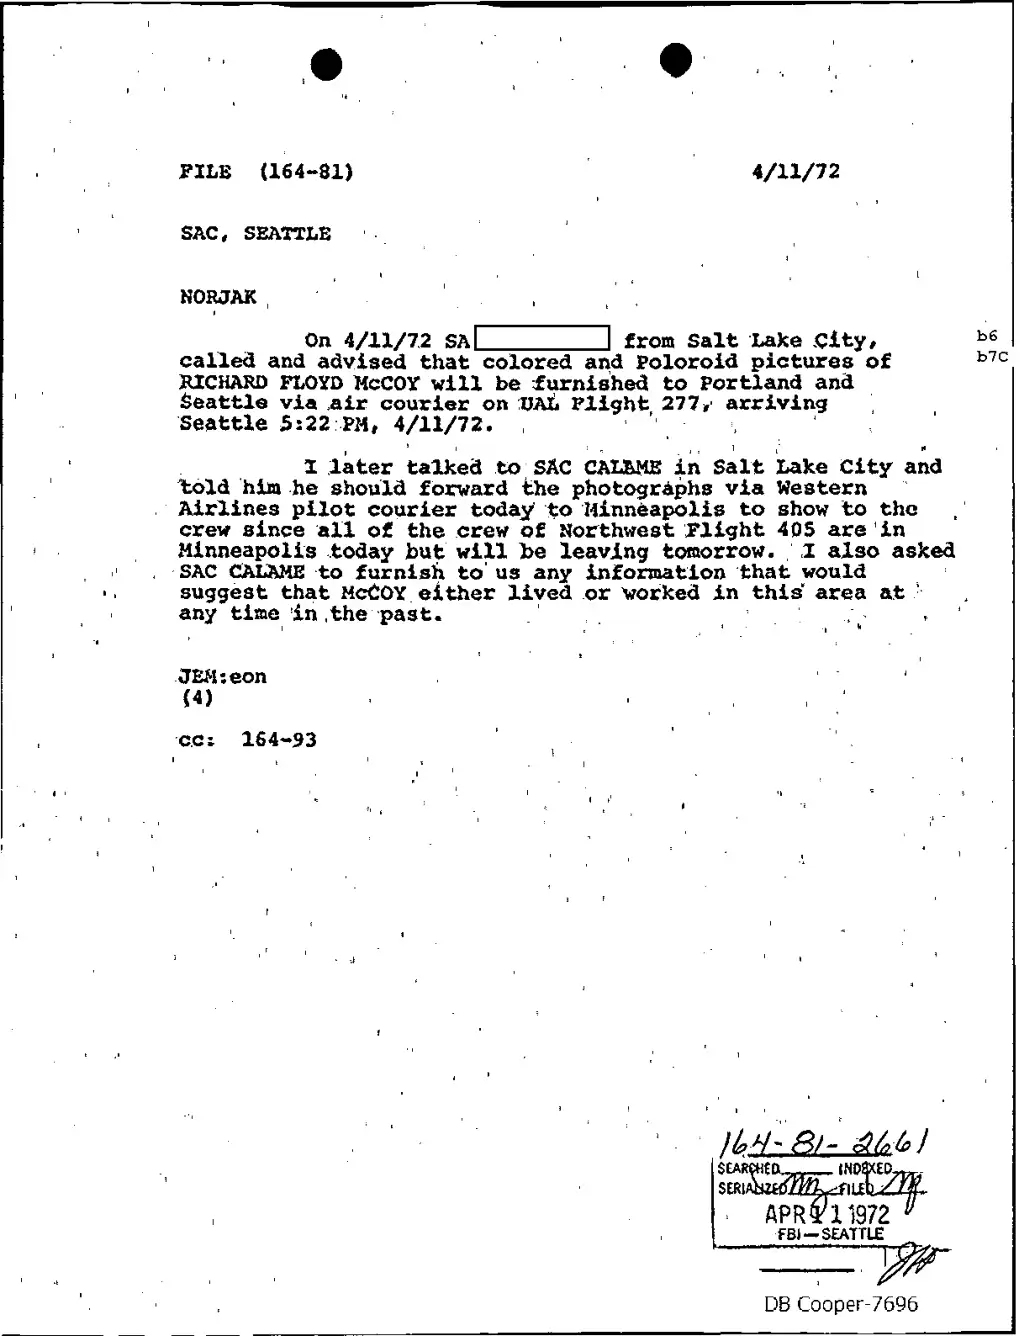 FILE (164-81) 4/11/72
SAC, SEATTLE
NORJAK
On 4/11/72 SA from Salt Lake City, b6
called and advised that colored and Poloroid pictures of b7C
RICHARD FLOYD McCOY will be furnished to Portland and
Seattle via air courier on UAL Flight 277, arriving
Seattle 5:22 PM, 4/11/72.
I later talked to SAC CALAME in Salt Lake City and
told him he should forward the photographs via Western
Airlines pilot courier today to Minneapolis to show to the
crew since all of the crew of Northwest Flight 405 are in
Minneapolis today but will be leaving tomorrow. I also asked
SAC CALAME to furnish to us any information that would
suggest that McCOY either lived or worked in this area at
any time in the past.
JEM:eon
(4)
cc: 164-93
164-81-2661
SEARCHED INDEXED
SERIALIZED FILED
APR 11 1972
FBI — SEATTLE
DB Cooper-7696